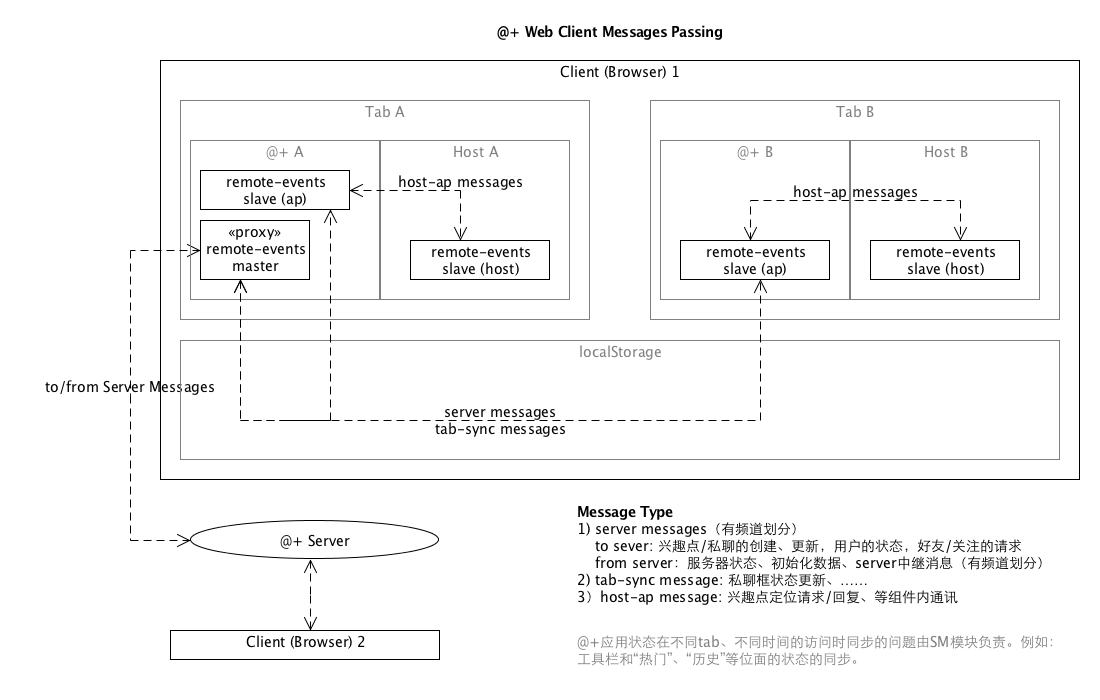 @+ Web Client Messages Passing
Client (Browser) 1
Tab A
Tab B
@+ A
Host A
@+ B
Host B
remote-events
slave (ap)
host-ap messages
host-ap messages
«proxy»
remote-events
master
remote-events
slave (host)
remote-events
slave (ap)
remote-events
slave (host)
localStorage
to/from Server Messages
server messages
tab-sync messages
@+ Server
Client (Browser) 2
Message Type
1) server messages（有频道划分）
to sever: 兴趣点/私聊的创建、更新，用户的状态，好友/关注的请求
from server：服务器状态、初始化数据、server中继消息（有频道划分）
2) tab-sync message: 私聊框状态更新、……
3）host-ap message: 兴趣点定位请求/回复、等组件内通讯
@+应用状态在不同tab、不同时间的访问时同步的问题由SM模块负责。例如：
工具栏和“热门”、“历史”等位面的状态的同步。